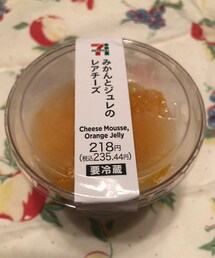 みかんとジュレの
レアチーズ
Cheese Mousse,
Orange Jelly
218円
(税込235.44円)
要冷蔵